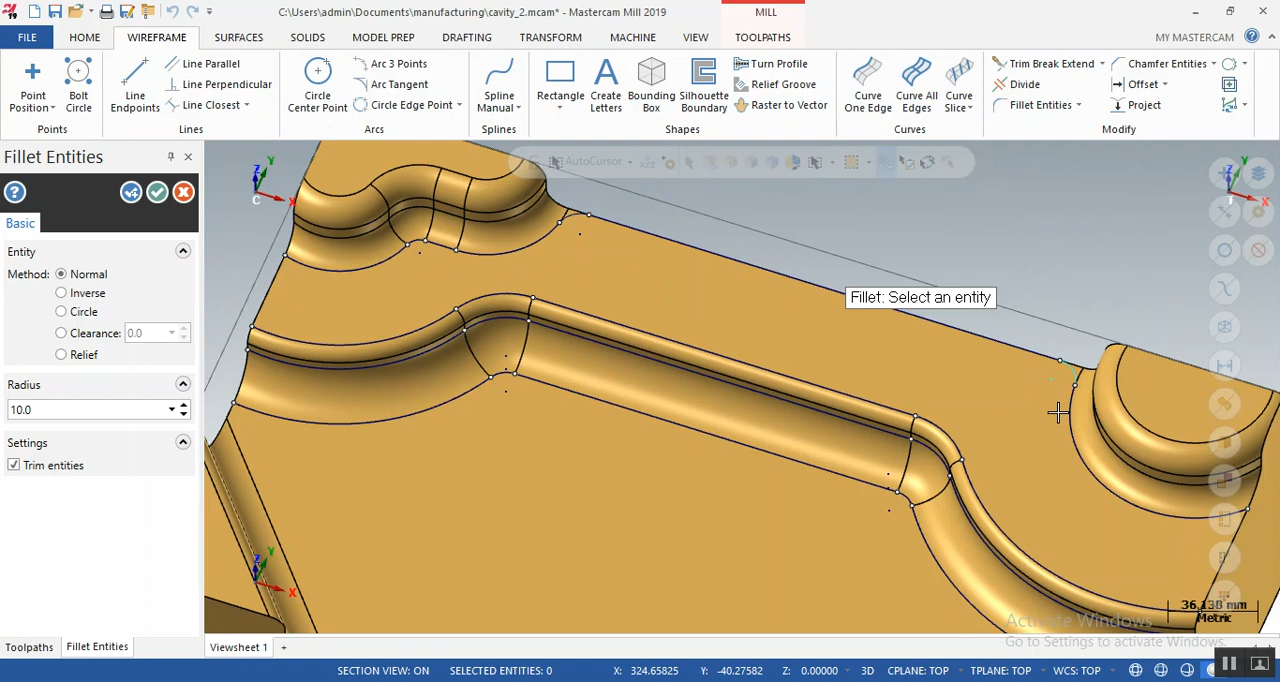 19
C:\Users\admin\Documents\manufacturing\cavity_2.mcam* - Mastercam Mill 2019
MILL
FILE HOME WIREFRAME SURFACES SOLIDS MODEL PREP DRAFTING TRANSFORM MACHINE VIEW TOOLPATHS MY MASTERCAM
Point Position
Bolt Circle
Points
Line Endpoints
Line Parallel
Line Perpendicular
Line Closest
Lines
Circle Center Point
Arc 3 Points
Arc Tangent
Circle Edge Point
Arcs
Spline Manual
Splines
Rectangle
Create Letters
Bounding Box
Silhouette Boundary
Turn Profile
Relief Groove
Raster to Vector
Shapes
Curve One Edge
Curve All Edges
Curve Slice
Curves
Trim Break Extend
Divide
Fillet Entities
Chamfer Entities
Offset
Project
Modify
Fillet Entities
Basic
Entity
Method: Normal
Inverse
Circle
Clearance: 0.0
Relief
Radius
10.0
Settings
Trim entities
AutoCursor
Z Y X C
Z Y X T
Fillet: Select an entity
Z Y X
36.138 mm
Metric
Activate Windows
Go to Settings to activate Windows.
Toolpaths Fillet Entities
Viewsheet 1 +
SECTION VIEW: ON SELECTED ENTITIES: 0 X: 324.65825 Y: -40.27582 Z: 0.00000 3D CPLANE: TOP TPLANE: TOP WCS: TOP